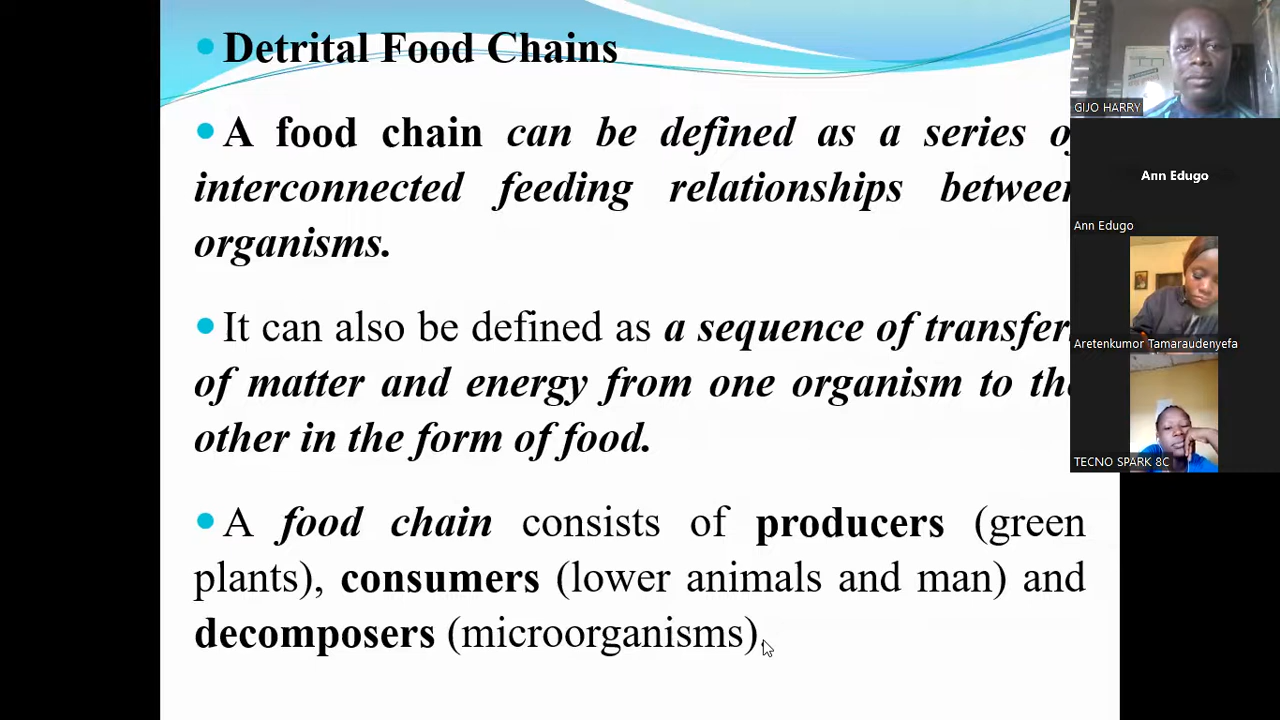 Detrital Food Chains
A food chain can be defined as a series of
interconnected feeding relationships between
organisms.
It can also be defined as a sequence of transfer
of matter and energy from one organism to the
other in the form of food.
A food chain consists of producers (green
plants), consumers (lower animals and man) and
decomposers (microorganisms)
GIJO HARRY
Ann Edugo
Ann Edugo
Aretenkumor Tamaraudenyefa
TECNO SPARK 8C